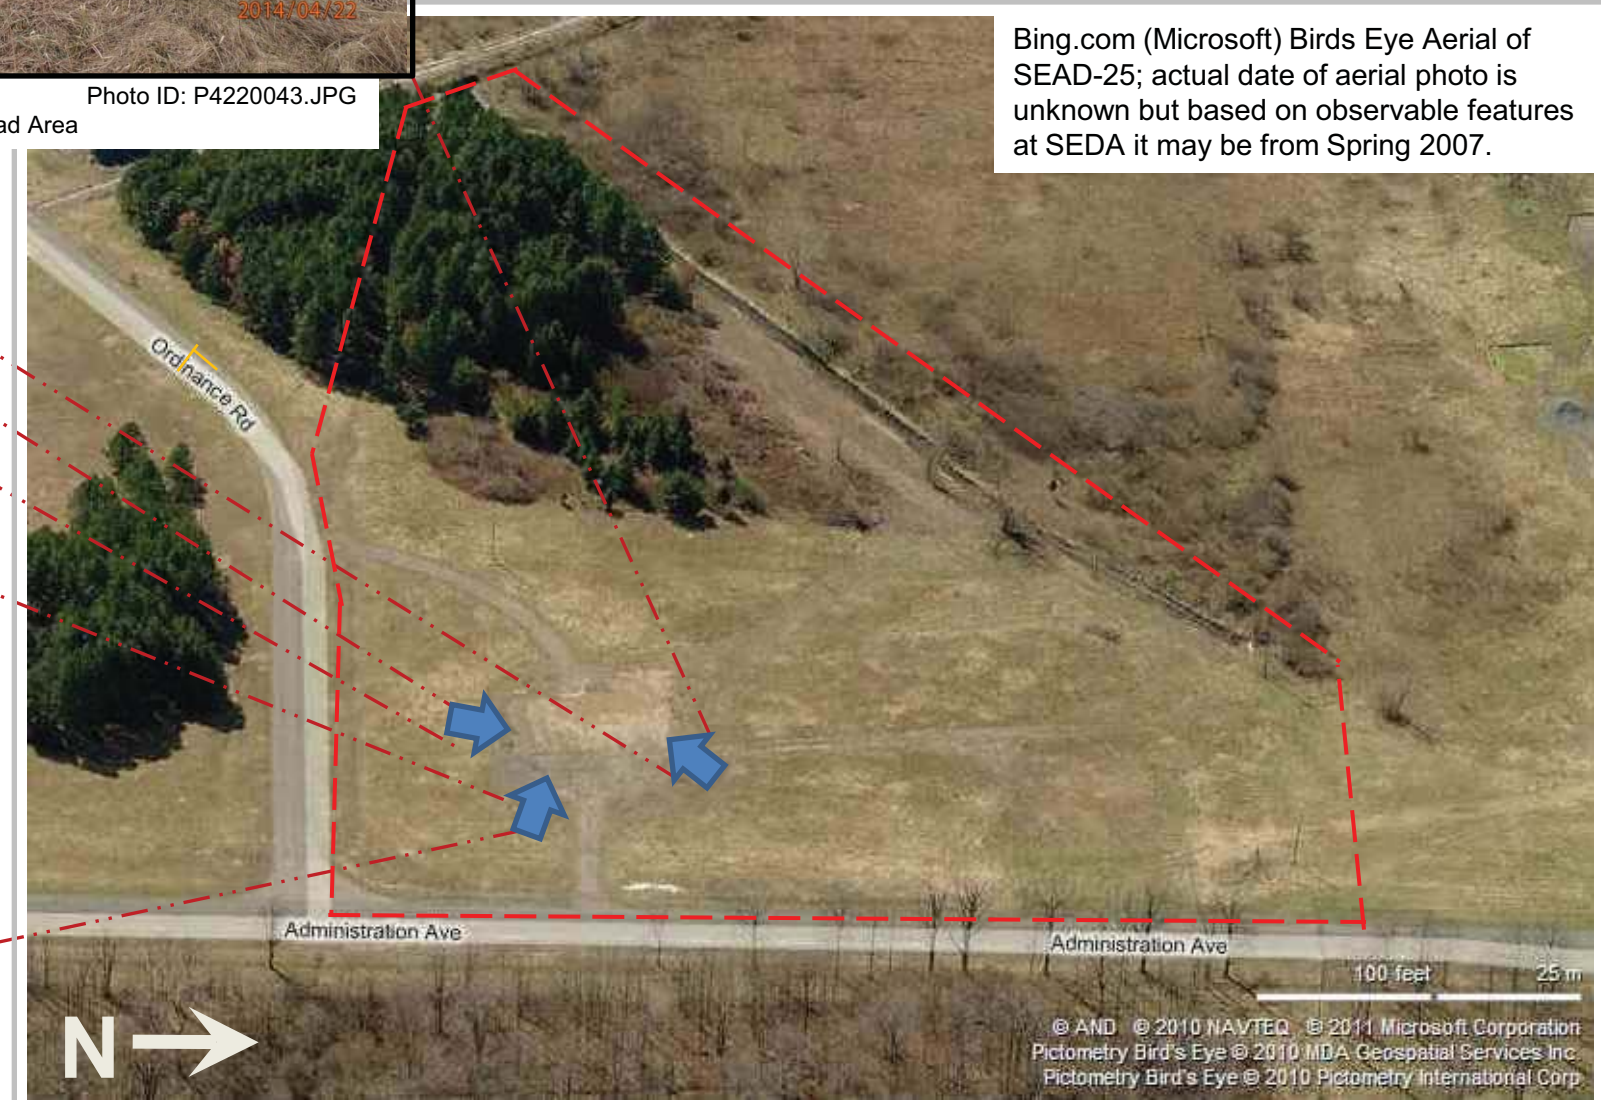 2014/04/22
Photo ID: P4220043.JPG
ad Area
Bing.com (Microsoft) Birds Eye Aerial of
SEAD-25; actual date of aerial photo is
unknown but based on observable features
at SEDA it may be from Spring 2007.
Ordinance Rd
Administration Ave
Administration Ave
100 feet 25 m
N
© AND © 2010 NAVTEQ © 2011 Microsoft Corporation
Pictometry Bird's Eye © 2010 MDA Geospatial Services Inc.
Pictometry Bird's Eye © 2010 Pictometry International Corp